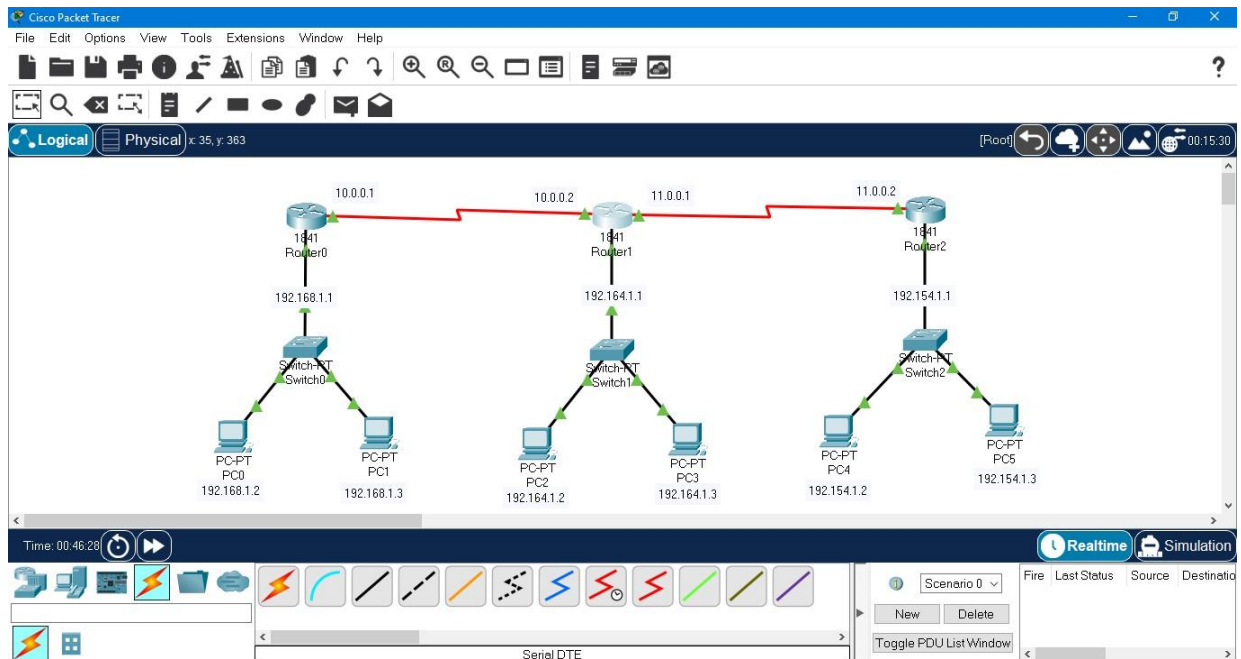 Cisco Packet Tracer
File Edit Options View Tools Extensions Window Help
?
Logical Physical x: 35, y: 363 [Root] 00:15:30
10.0.0.1 10.0.0.2 11.0.0.1 11.0.0.2
1841 1841 1841
Router0 Router1 Router2
192.168.1.1 192.164.1.1 192.154.1.1
Switch-PT Switch-PT Switch-PT
Switch0 Switch1 Switch2
PC-PT PC-PT PC-PT PC-PT PC-PT PC-PT
PC0 PC1 PC2 PC3 PC4 PC5
192.168.1.2 192.168.1.3 192.164.1.2 192.164.1.3 192.154.1.2 192.154.1.3
Time: 00:46:28 Realtime Simulation
Scenario 0 Fire Last Status Source Destinatio
New Delete
Toggle PDU List Window
Serial DTE